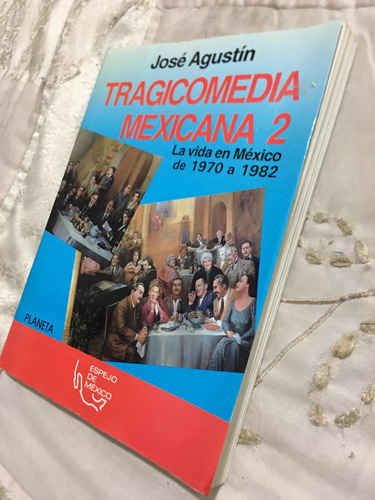 José Agustín
TRAGICOMEDIA
MEXICANA 2
La vida en México
de 1970 a 1982
PLANETA
ESPEJO
DE
MÉXICO